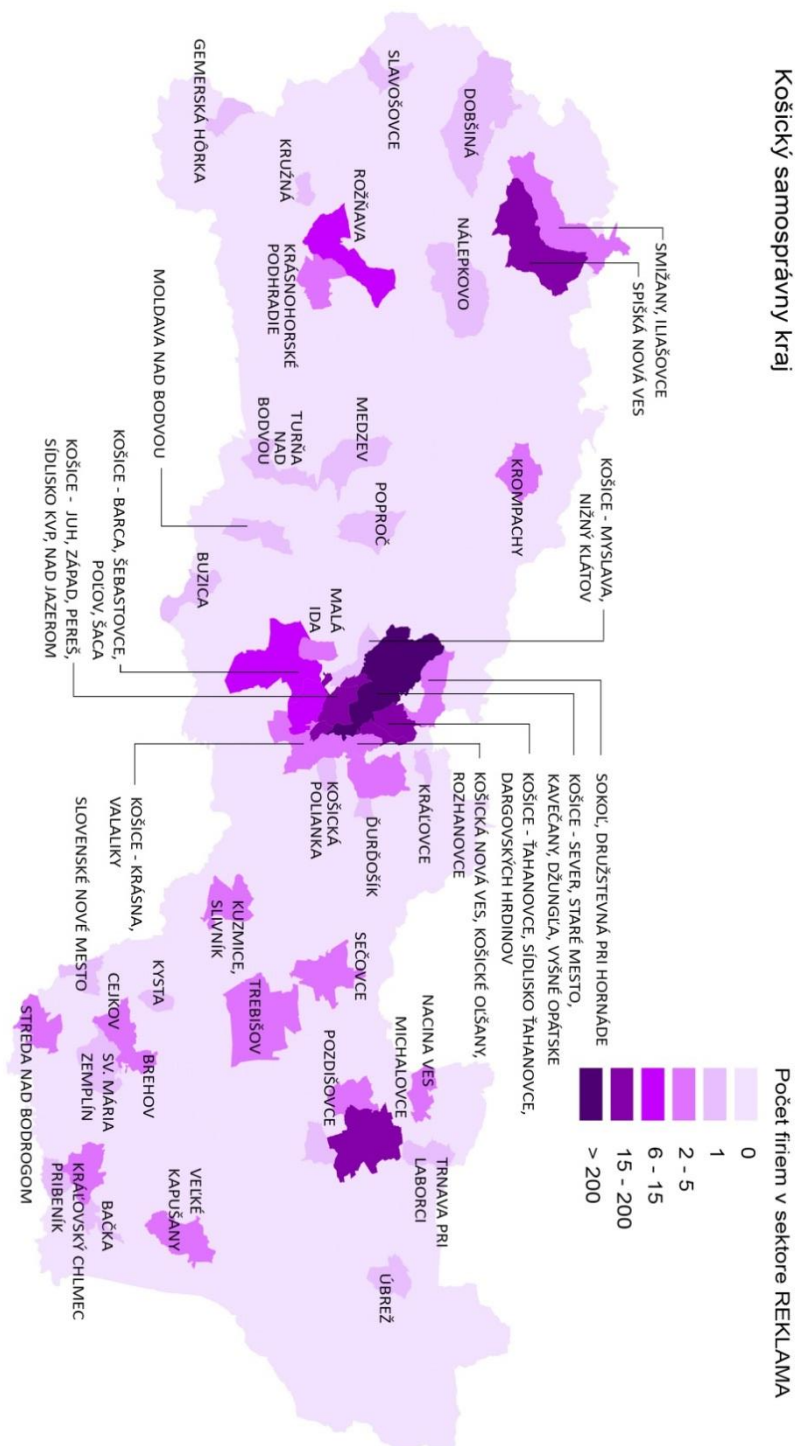 Košický samosprávny kraj
Počet firiem v sektore REKLAMA
0
1
2 - 5
6 - 15
15 - 200
> 200
SMIŽANY, ILIAŠOVCE
SPIŠSKÁ NOVÁ VES
KOŠICE - MYSLAVA,
NIŽNÝ KLÁTOV
SOKOĽ, DRUŽSTEVNÁ PRI HORNÁDE
KOŠICE - SEVER, STARÉ MESTO,
KAVEČANY, DŽUNGĽA, VYŠNÉ OPÁTSKE
KOŠICE - ŤAHANOVCE, SÍDLISKO ŤAHANOVCE,
DARGOVSKÝCH HRDINOV
KOŠICKÁ NOVÁ VES, KOŠICKÉ OĽŠANY,
ROZHANOVCE
DOBŠINÁ
SLAVOŠOVCE
GEMERSKÁ HÔRKA
NÁLEPKOVO
KRUŽNÁ
ROŽŇAVA
KRÁSNOHORSKÉ
PODHRADIE
KROMPACHY
MEDZEV
TURŇA
NAD
BODVOU
MOLDAVA NAD BODVOU
POPROČ
BUZICA
MALÁ
IDA
KRÁĽOVCE
ĎURĎOŠÍK
KOŠICKÁ
POLIANKA
KOŠICE - BARCA, ŠEBASTOVCE,
POĽOV, ŠACA
KOŠICE - JUH, ZÁPAD, PEREŠ,
SÍDLISKO KVP, NAD JAZEROM
KOŠICE - KRÁSNA,
VALALIKY
NACINA VES
MICHALOVCE
TRNAVA PRI
LABORCI
SEČOVCE
POZDIŠOVCE
ÚBREŽ
KUZMICE,
SLIVNÍK
TREBIŠOV
VEĽKÉ
KAPUŠANY
KYSTA
BREHOV
CEJKOV
SLOVENSKÉ NOVÉ MESTO
SV. MÁRIA
ZEMPLÍN
BAČKA
KRÁĽOVSKÝ CHLMEC
PRIBENÍK
STREDA NAD BODROGOM